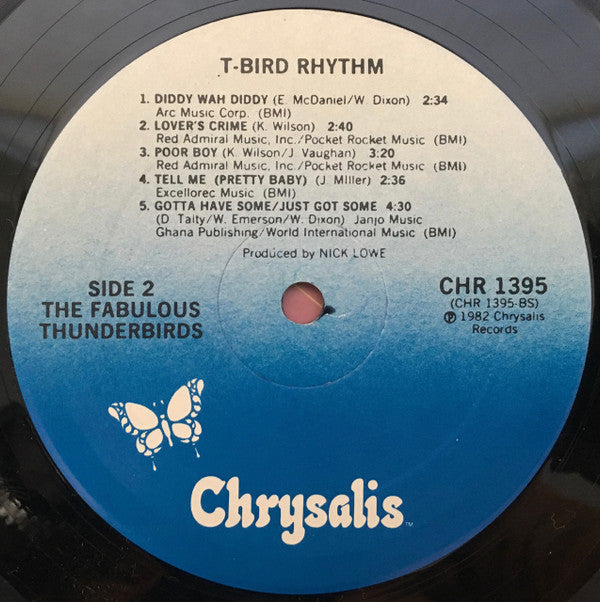 T-BIRD RHYTHM
1. DIDDY WAH DIDDY (E. McDaniel/W. Dixon) 2:34
Arc Music Corp. (BMI)
2. LOVER'S CRIME (K. Wilson) 2:40
Red Admiral Music, Inc./Pocket Rocket Music (BMI)
3. POOR BOY (K. Wilson/J. Vaughan) 3:20
Red Admiral Music, Inc./Pocket Rocket Music (BMI)
4. TELL ME (PRETTY BABY) (J. Miller) 2:36
Excellorec Music (BMI)
5. GOTTA HAVE SOME/JUST GOT SOME 4:30
(D. Talty/W. Emerson/W. Dixon) Janjo Music
Ghana Publishing/World International Music (BMI)
Produced by NICK LOWE
SIDE 2
THE FABULOUS
THUNDERBIRDS
CHR 1395
(CHR 1395-BS)
℗ 1982 Chrysalis
Records
Chrysalis™